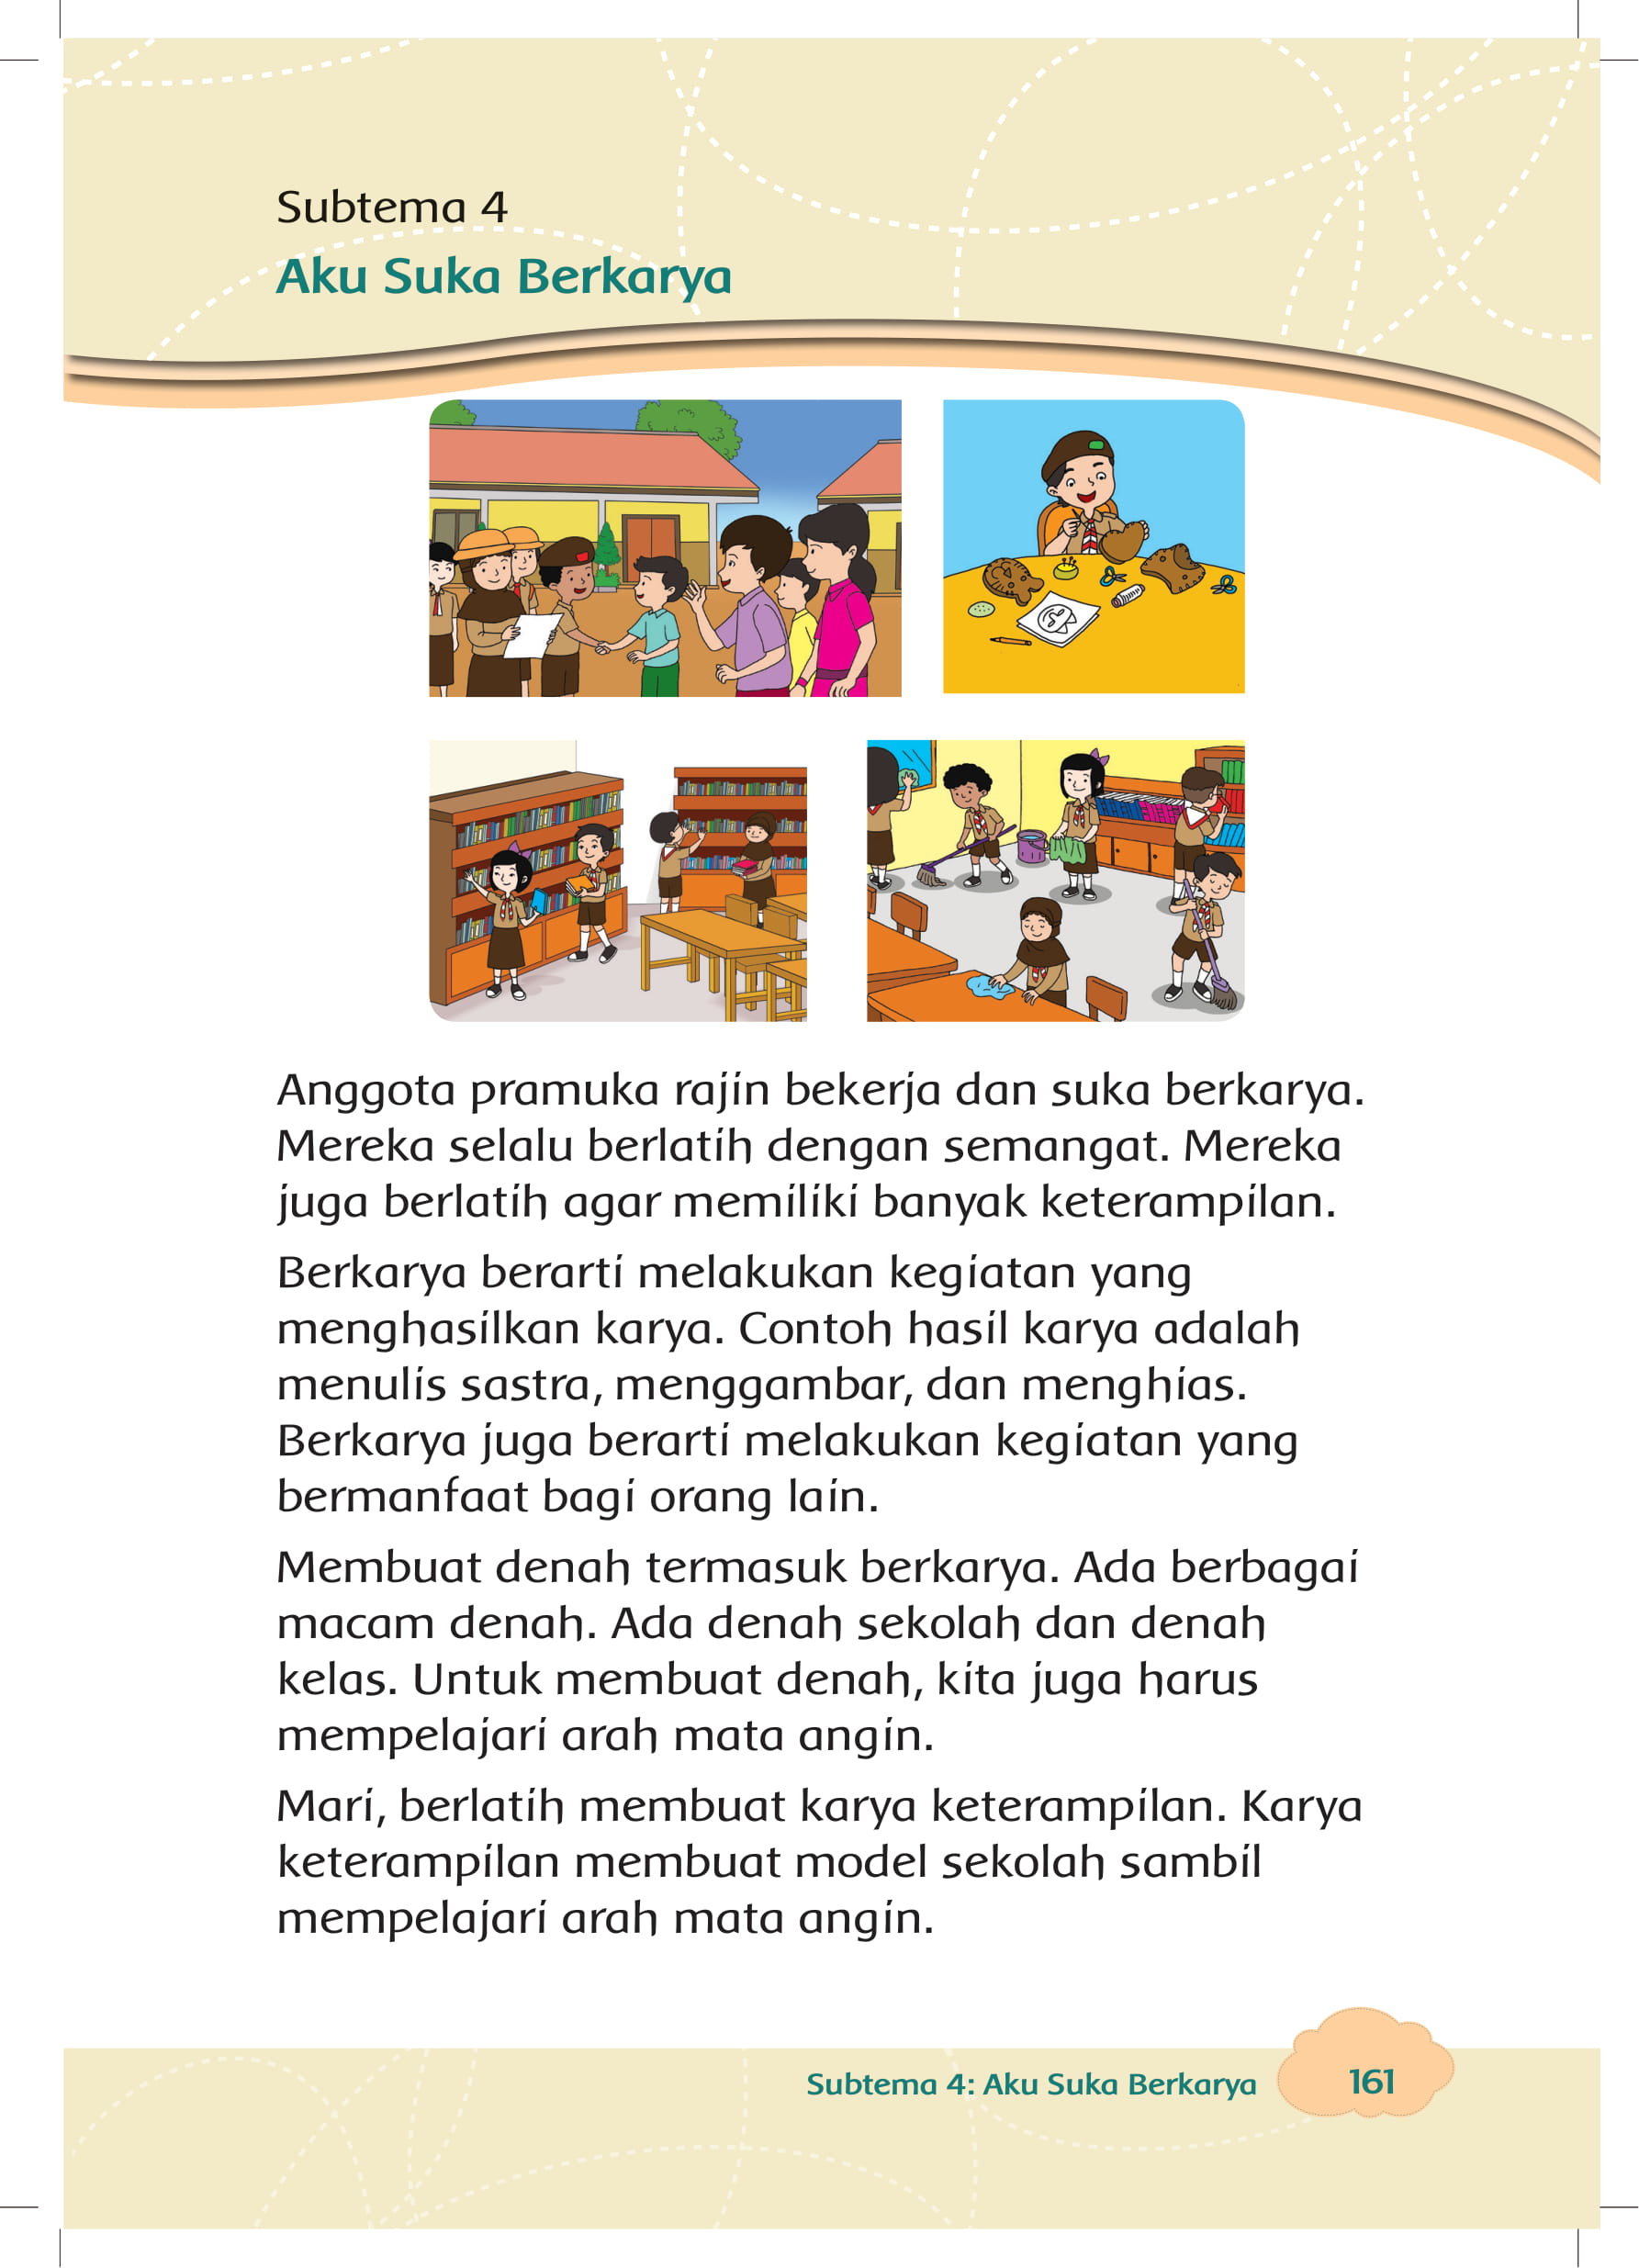 Subtema 4
Aku Suka Berkarya
Anggota pramuka rajin bekerja dan suka berkarya.
Mereka selalu berlatih dengan semangat. Mereka
juga berlatih agar memiliki banyak keterampilan.
Berkarya berarti melakukan kegiatan yang
menghasilkan karya. Contoh hasil karya adalah
menulis sastra, menggambar, dan menghias.
Berkarya juga berarti melakukan kegiatan yang
bermanfaat bagi orang lain.
Membuat denah termasuk berkarya. Ada berbagai
macam denah. Ada denah sekolah dan denah
kelas. Untuk membuat denah, kita juga harus
mempelajari arah mata angin.
Mari, berlatih membuat karya keterampilan. Karya
keterampilan membuat model sekolah sambil
mempelajari arah mata angin.
Subtema 4: Aku Suka Berkarya
161